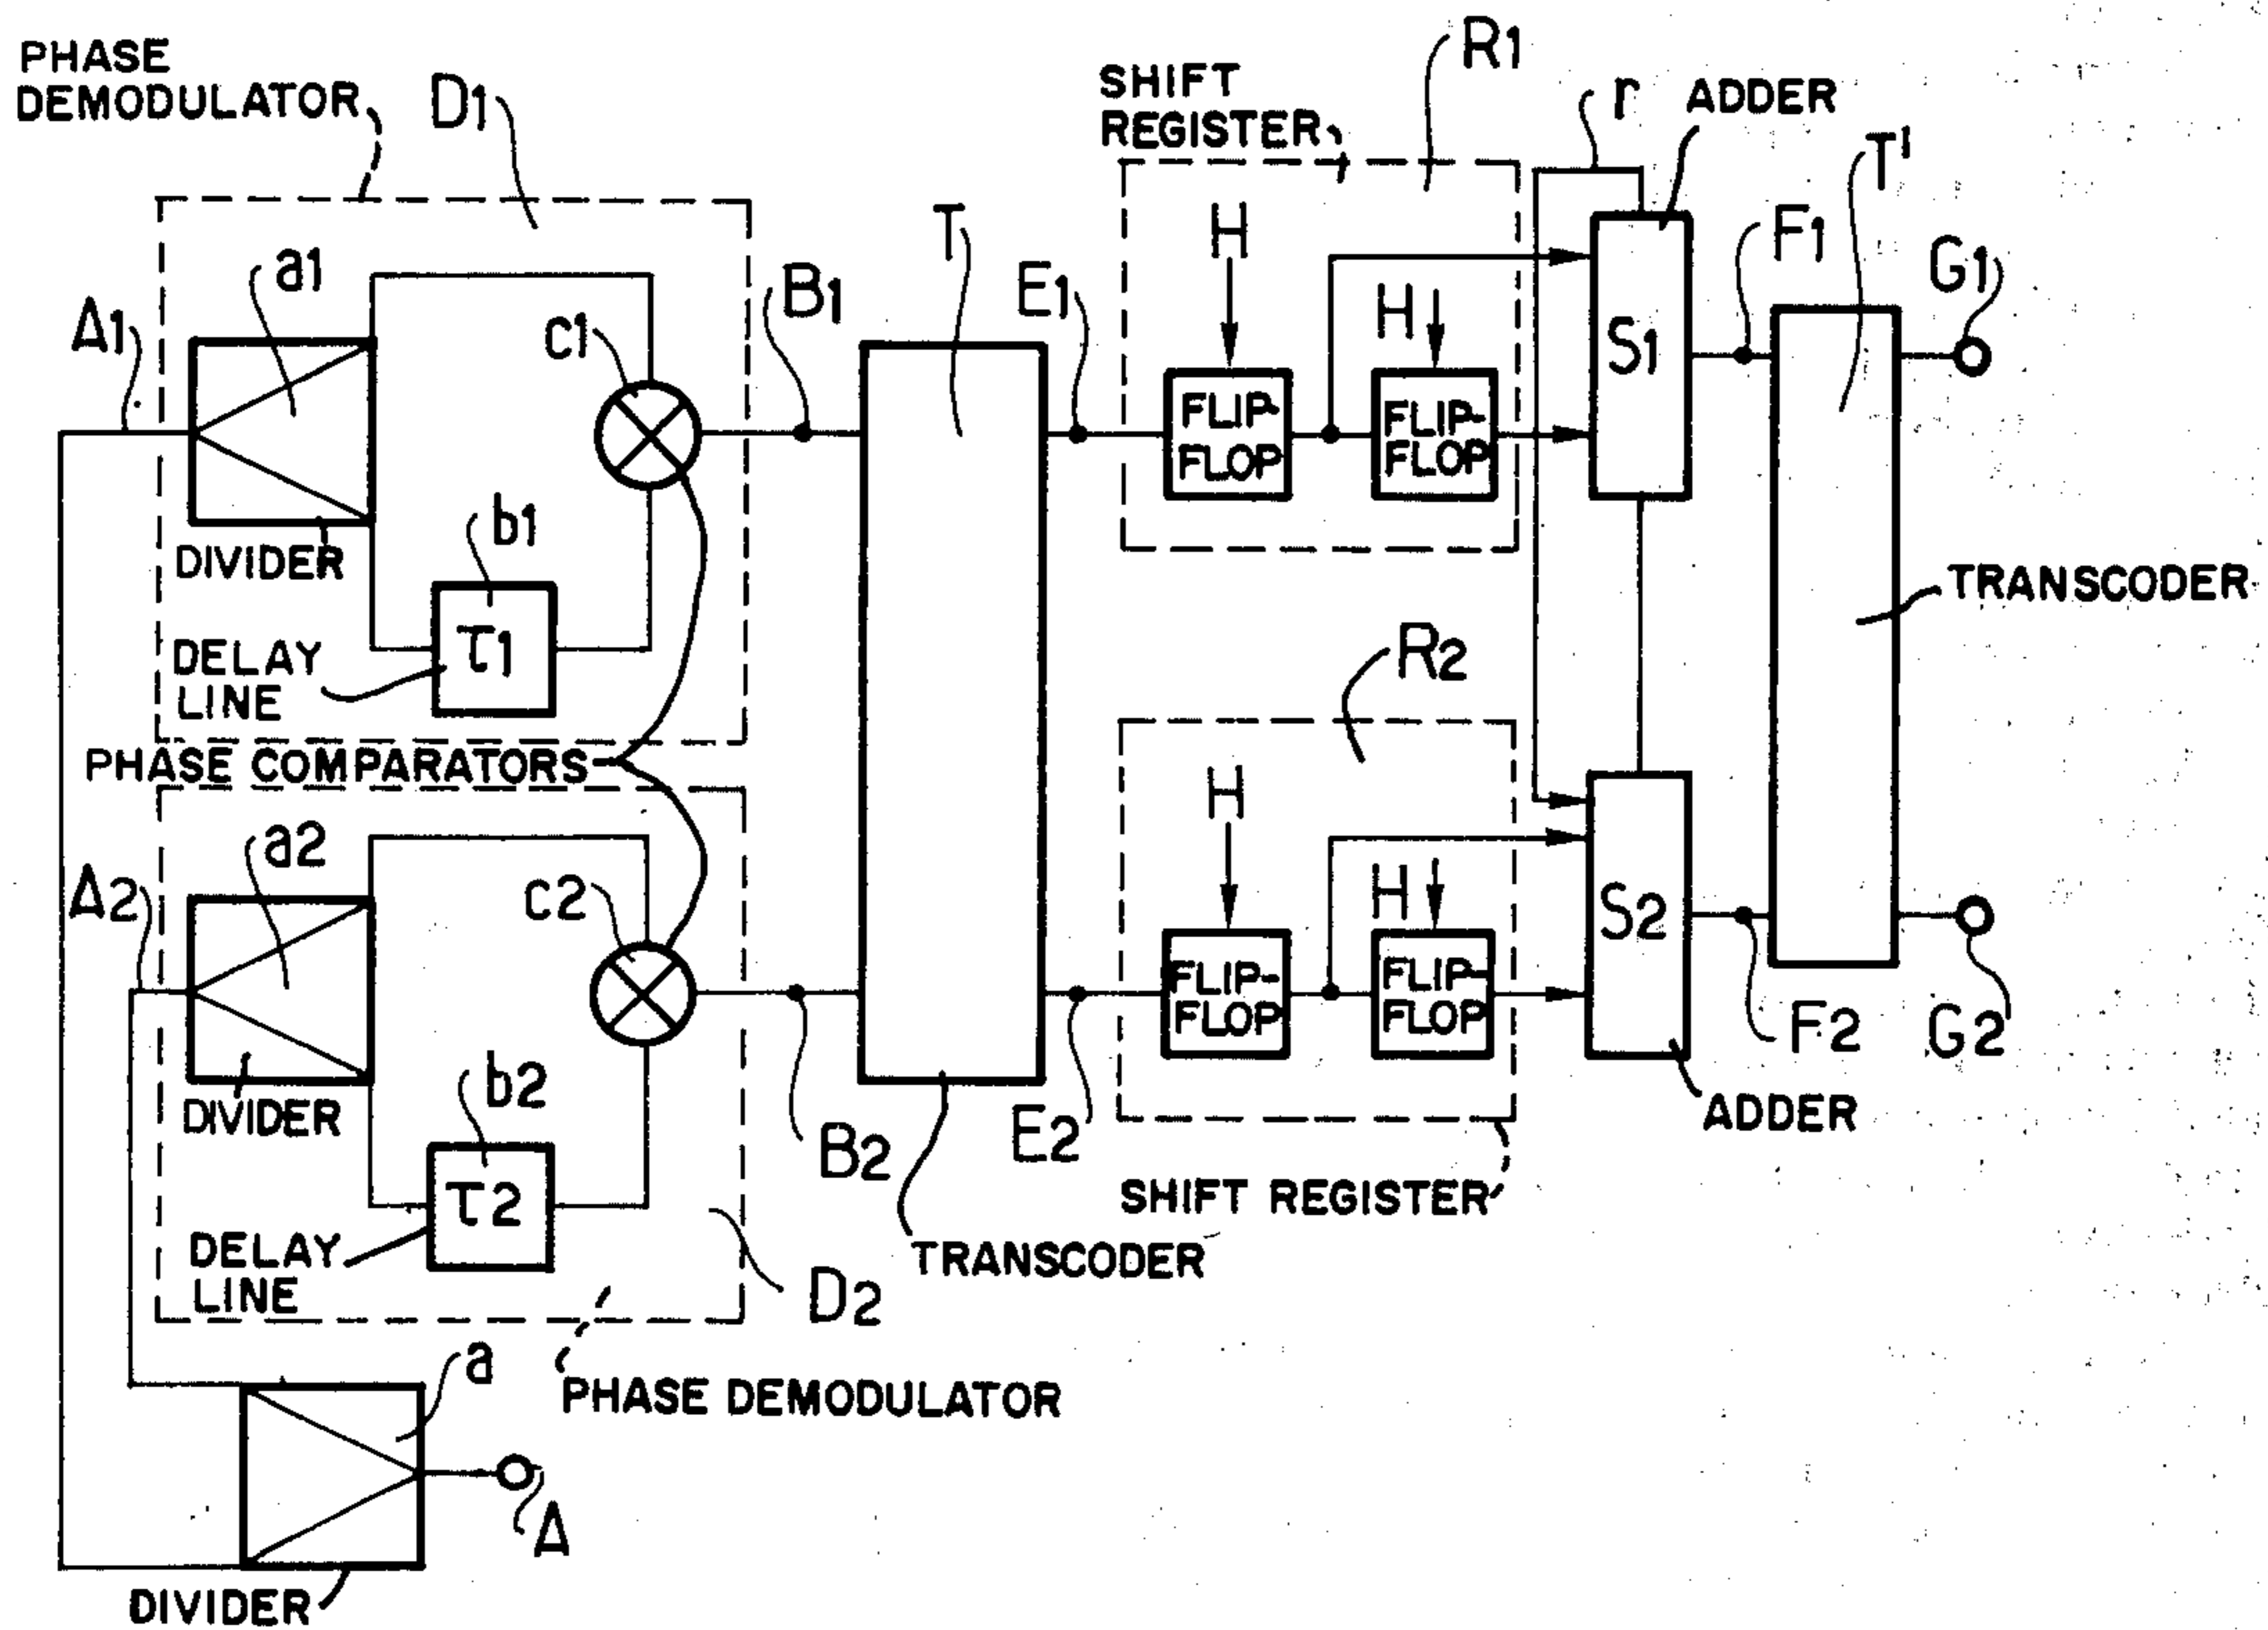 PHASE
DEMODULATOR
D1
SHIFT
REGISTER
R1
r
ADDER
T'
a1
A1
c1
B1
T
E1
H
H
S1
F1
G1
FLIP-
FLOP
FLIP-
FLOP
DIVIDER
b1
τ1
DELAY
LINE
TRANSCODER
R2
PHASE COMPARATORS
H
a2
A2
c2
H
S2
FLIP-
FLOP
FLIP-
FLOP
F2
G2
DIVIDER
b2
τ2
B2
E2
ADDER
SHIFT REGISTER
DELAY
LINE
TRANSCODER
D2
a
PHASE DEMODULATOR
A
DIVIDER